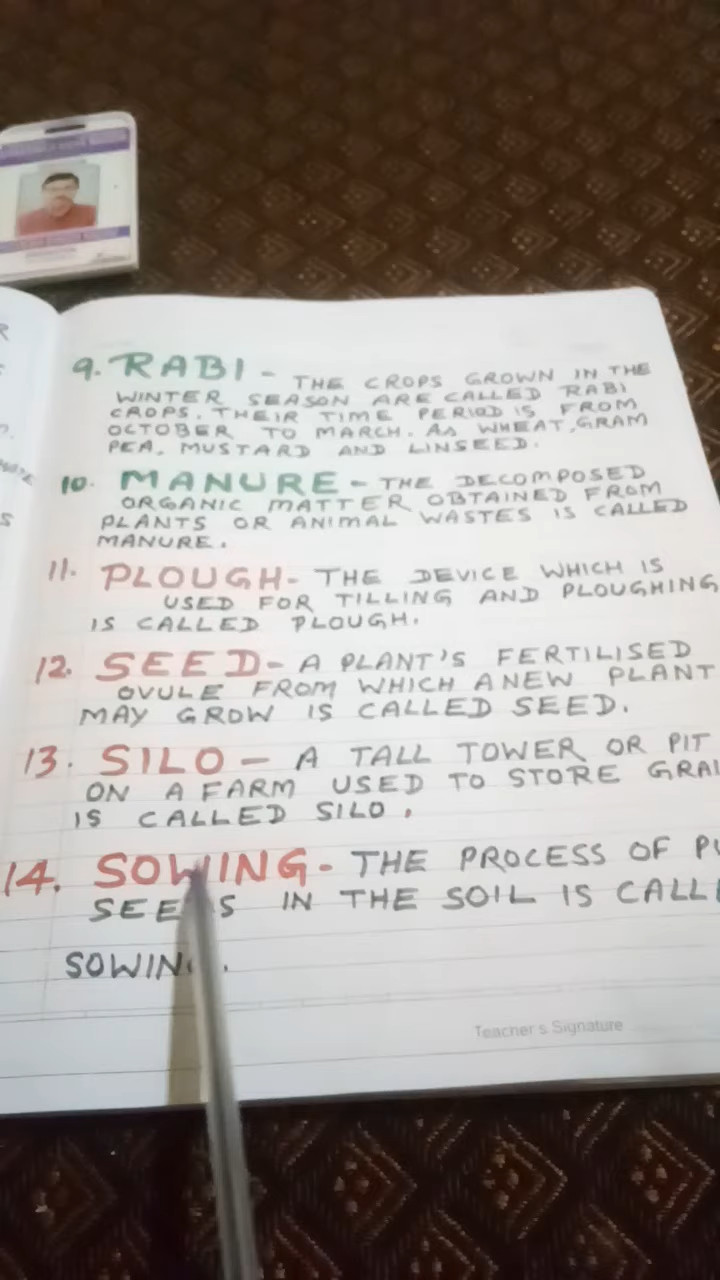 9. RABI - THE CROPS GROWN IN THE
WINTER SEASON ARE CALLED RABI
CROPS. THEIR TIME PERIOD IS FROM
OCTOBER TO MARCH. AS WHEAT, GRAM
PEA, MUSTARD AND LINSEED.
10. MANURE - THE DECOMPOSED
ORGANIC MATTER OBTAINED FROM
PLANTS OR ANIMAL WASTES IS CALLED
MANURE.
11. PLOUGH - THE DEVICE WHICH IS
USED FOR TILLING AND PLOUGHING
IS CALLED PLOUGH.
12. SEED - A PLANT'S FERTILISED
OVULE FROM WHICH A NEW PLANT
MAY GROW IS CALLED SEED.
13. SILO - A TALL TOWER OR PIT
ON A FARM USED TO STORE GRAI
IS CALLED SILO.
14. SOWING - THE PROCESS OF
SEEDS IN THE SOIL IS CALL
SOWING.
Teacher's Signature